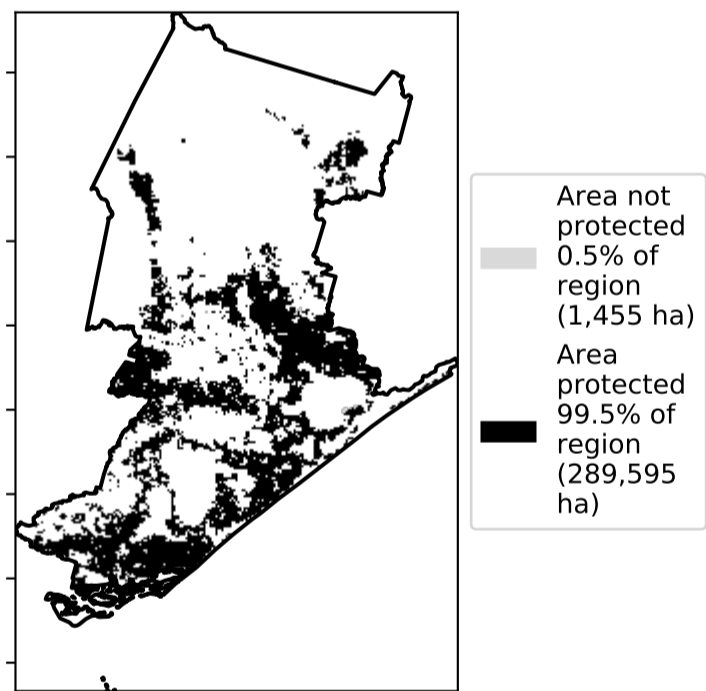 Area not
protected
0.5% of
region
(1,455 ha)
Area
protected
99.5% of
region
(289,595
ha)